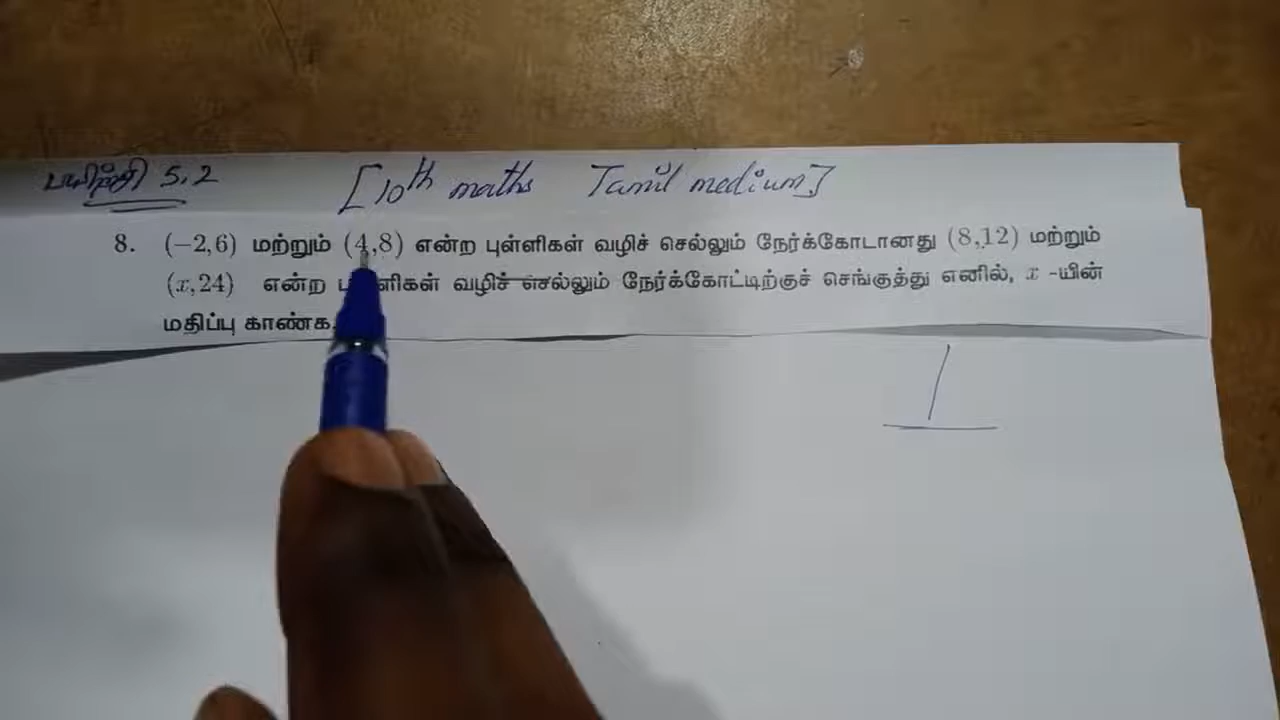 பயிற்சி 5.2 [10th maths Tamil medium]
8. (−2,6) மற்றும் (4,8) என்ற புள்ளிகள் வழிச் செல்லும் நேர்க்கோடானது (8,12) மற்றும்
(x,24) என்ற புள்ளிகள் வழிச் செல்லும் நேர்க்கோட்டிற்குச் செங்குத்து எனில், x -யின்
மதிப்பு காண்க.